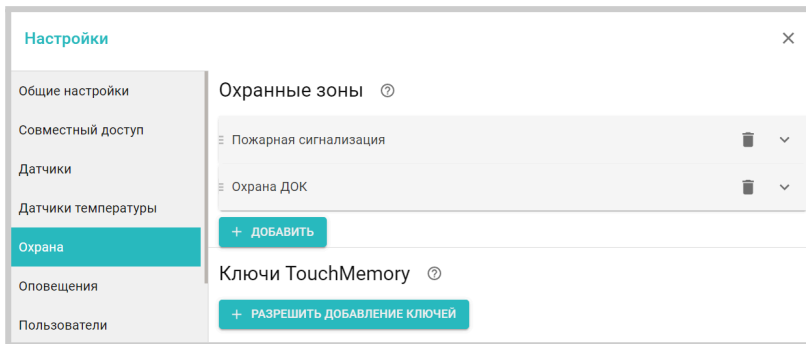 Настройки
Общие настройки
Совместный доступ
Датчики
Датчики температуры
Охрана
Оповещения
Пользователи
Охранные зоны
Пожарная сигнализация
Охрана ДОК
+ ДОБАВИТЬ
Ключи TouchMemory
+ РАЗРЕШИТЬ ДОБАВЛЕНИЕ КЛЮЧЕЙ